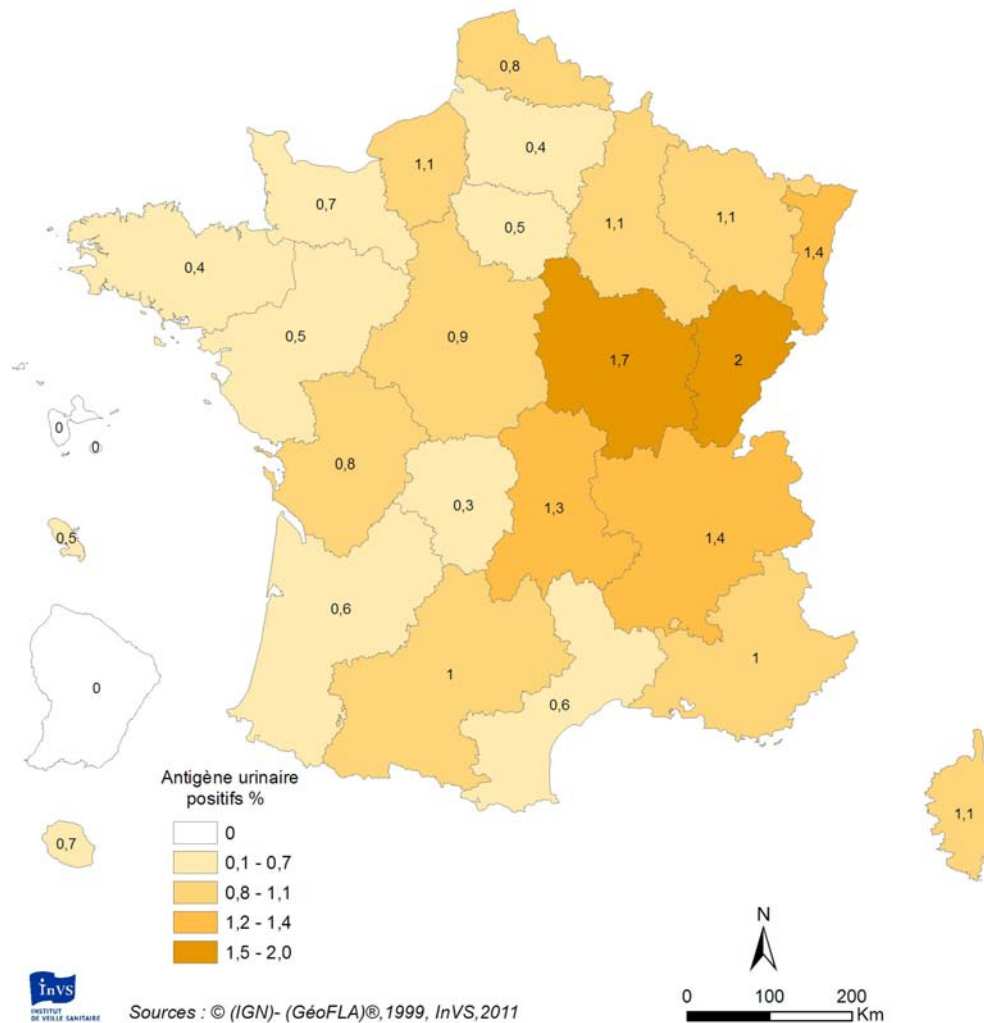 0,8
0,4
1,1
0,7
0,5
1,1
1,1
1,4
0,4
0,5
0,9
1,7
2
0
0
0,8
0,3
1,3
1,4
0,5
0,6
1
0,6
1
0
1,1
0,7
Antigène urinaire
positifs %
0
0,1 - 0,7
0,8 - 1,1
1,2 - 1,4
1,5 - 2,0
N
0 100 200
Km
InVS
INSTITUT
DE VEILLE SANITAIRE
Sources : © (IGN)- (GéoFLA)®,1999, InVS,2011